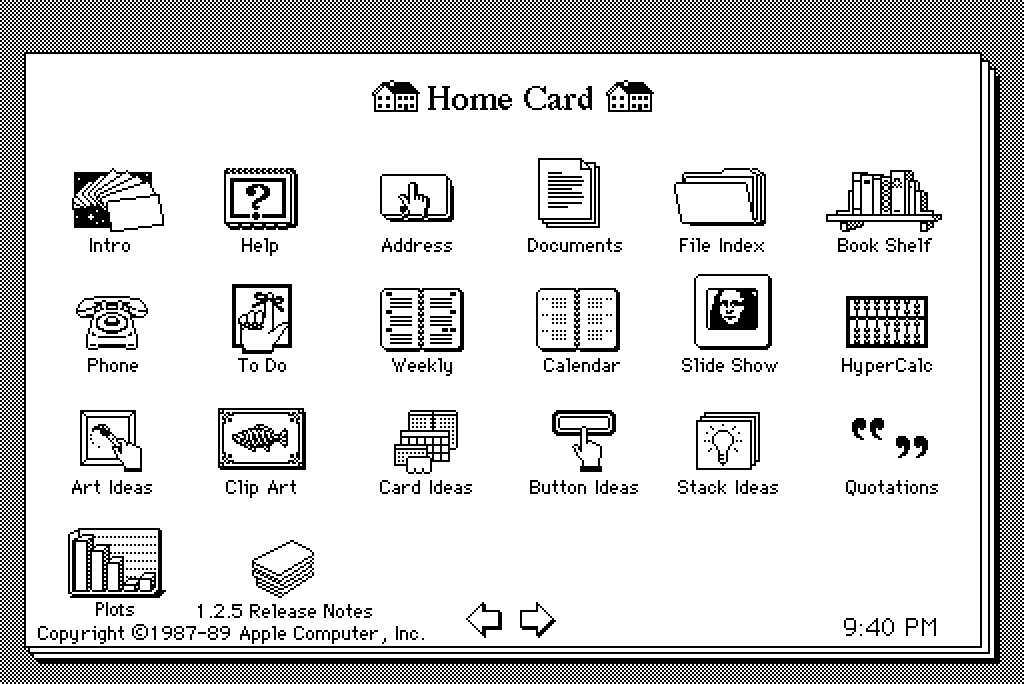 Home Card
Intro
Help
Address
Documents
File Index
Book Shelf
Phone
To Do
Weekly
Calendar
Slide Show
HyperCalc
Art Ideas
Clip Art
Card Ideas
Button Ideas
Stack Ideas
Quotations
Plots
1.2.5 Release Notes
Copyright ©1987-89 Apple Computer, Inc.
9:40 PM